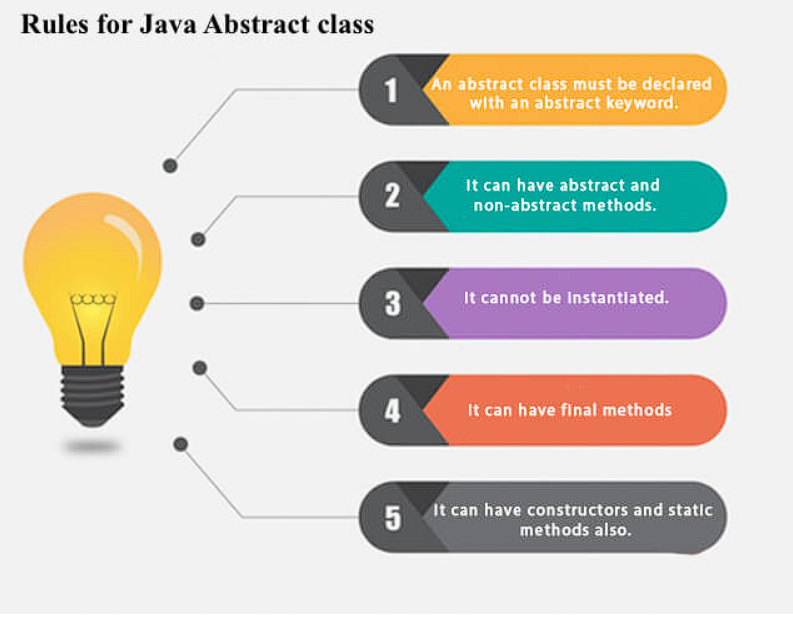 Rules for Java Abstract class
1
An abstract class must be declared
with an abstract keyword.
2
It can have abstract and
non-abstract methods.
3
It cannot be instantiated.
4
It can have final methods
5
It can have constructors and static
methods also.